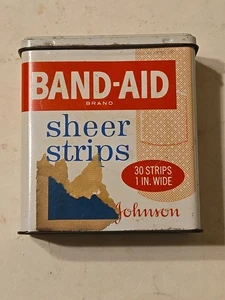 BAND-AID
BRAND
sheer
strips
30 STRIPS
1 IN. WIDE
Johnson